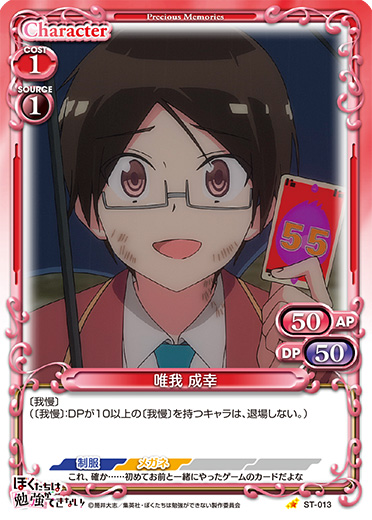 Precious Memories
Character
COST
1
SOURCE
1
55
50 AP
DP 50
唯我 成幸
〔我慢〕
（〔我慢〕:DPが10以上の〔我慢〕を持つキャラは、退場しない。）
制服 メガネ
これ、確か……初めてお前と一緒にやったゲームのカードだよな
ぼくたちは
勉強ができない
©筒井大志／集英社・ぼくたちは勉強ができない製作委員会
ST-013